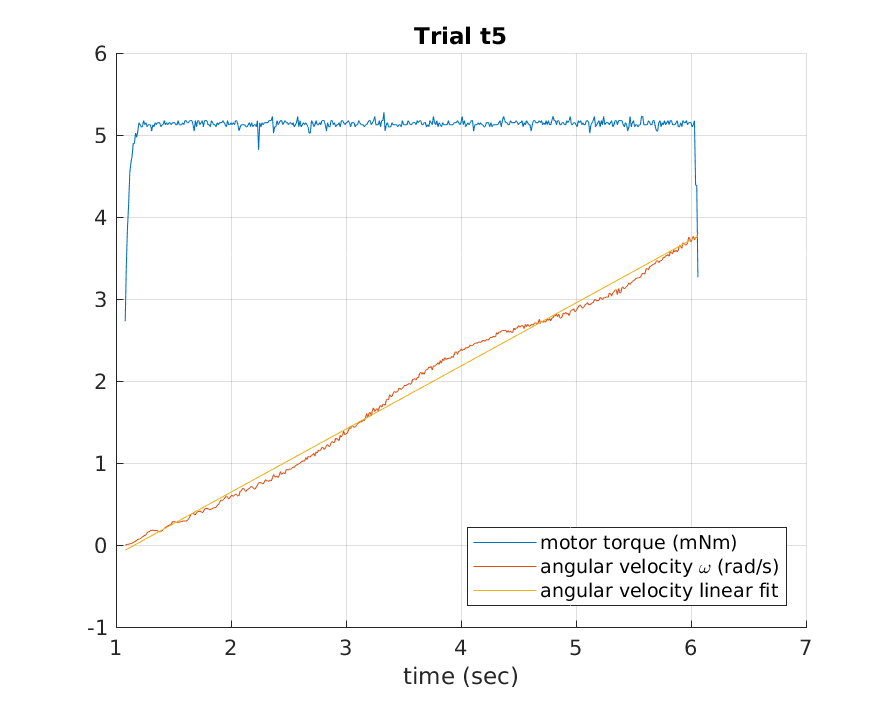 Trial t5
6
5
4
3
2
1
0
-1
1 2 3 4 5 6 7
time (sec)
motor torque (mNm)
angular velocity ω (rad/s)
angular velocity linear fit